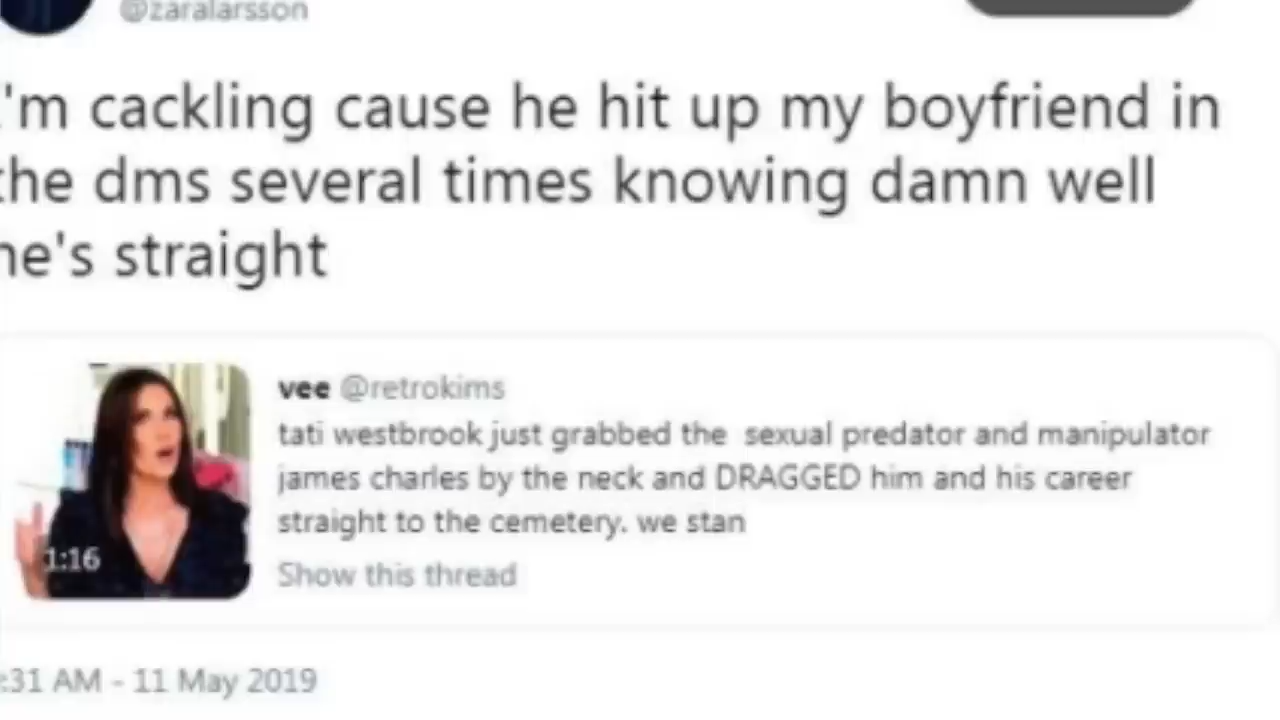 @zaralarsson
'm cackling cause he hit up my boyfriend in
the dms several times knowing damn well
he's straight
vee @retrokims
tati westbrook just grabbed the sexual predator and manipulator
james charles by the neck and DRAGGED him and his career
straight to the cemetery. we stan
1:16
Show this thread
:31 AM - 11 May 2019